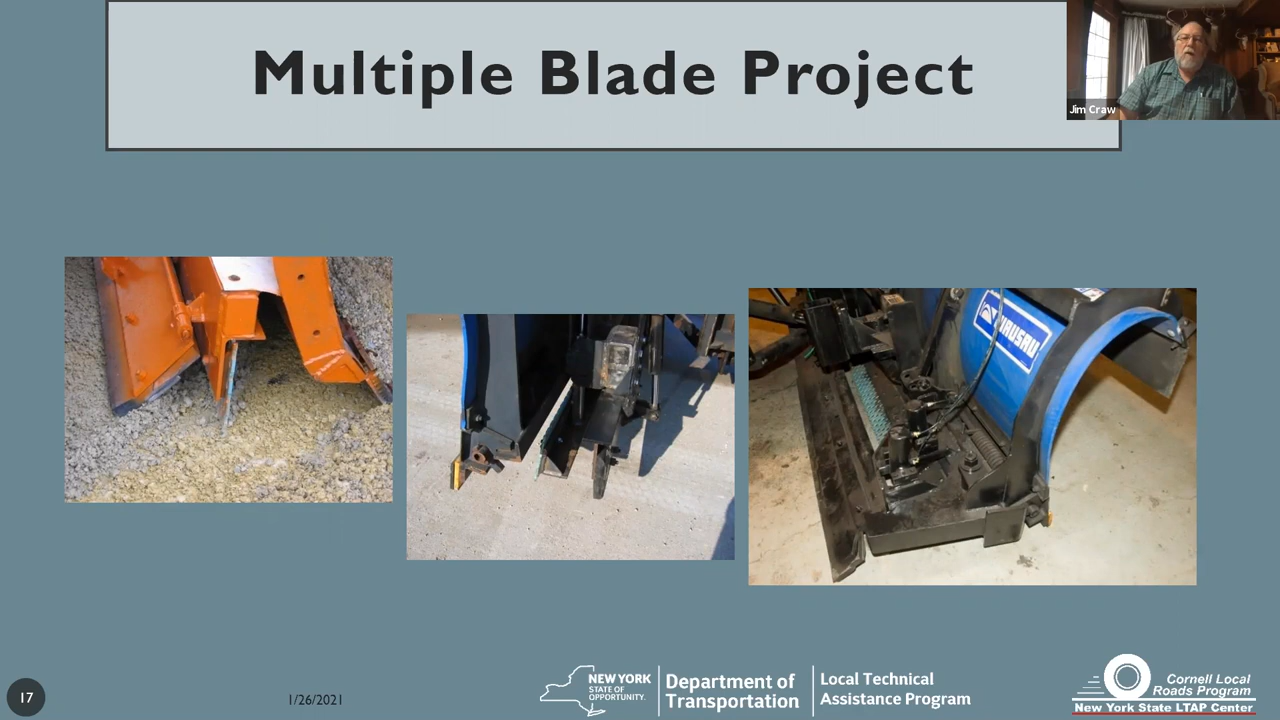 Multiple Blade Project
Jim Craw
17
1/26/2021
NEW YORK
STATE OF
OPPORTUNITY.
Department of
Transportation
Local Technical
Assistance Program
Cornell Local
Roads Program
New York State LTAP Center